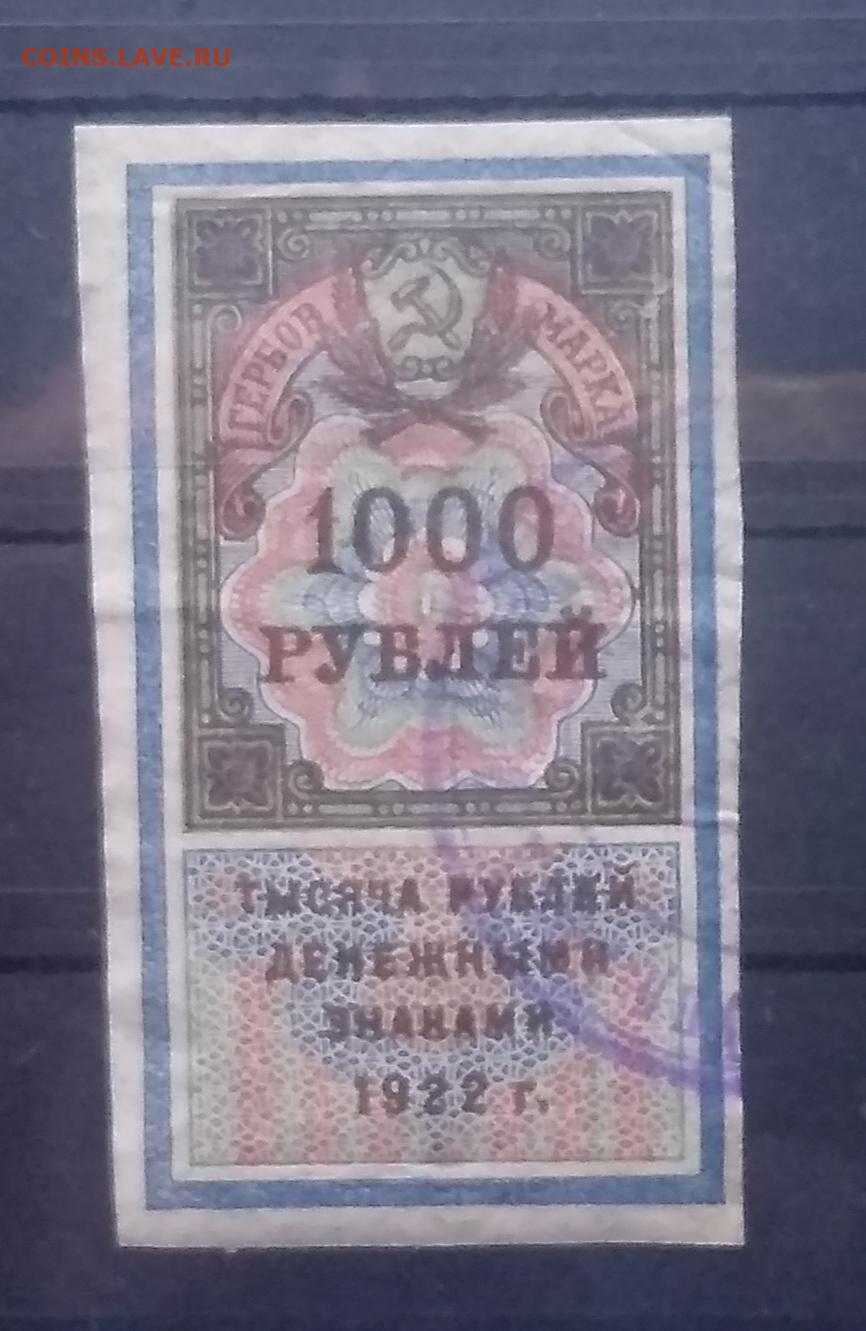 COINS.LAVE.RU
ГЕРБОВ МАРКА
1000
РУБЛЕЙ
ТЫСЯЧА РУБЛЕЙ
ДЕНЕЖНЫМИ
ЗНАКАМИ
1922 г.